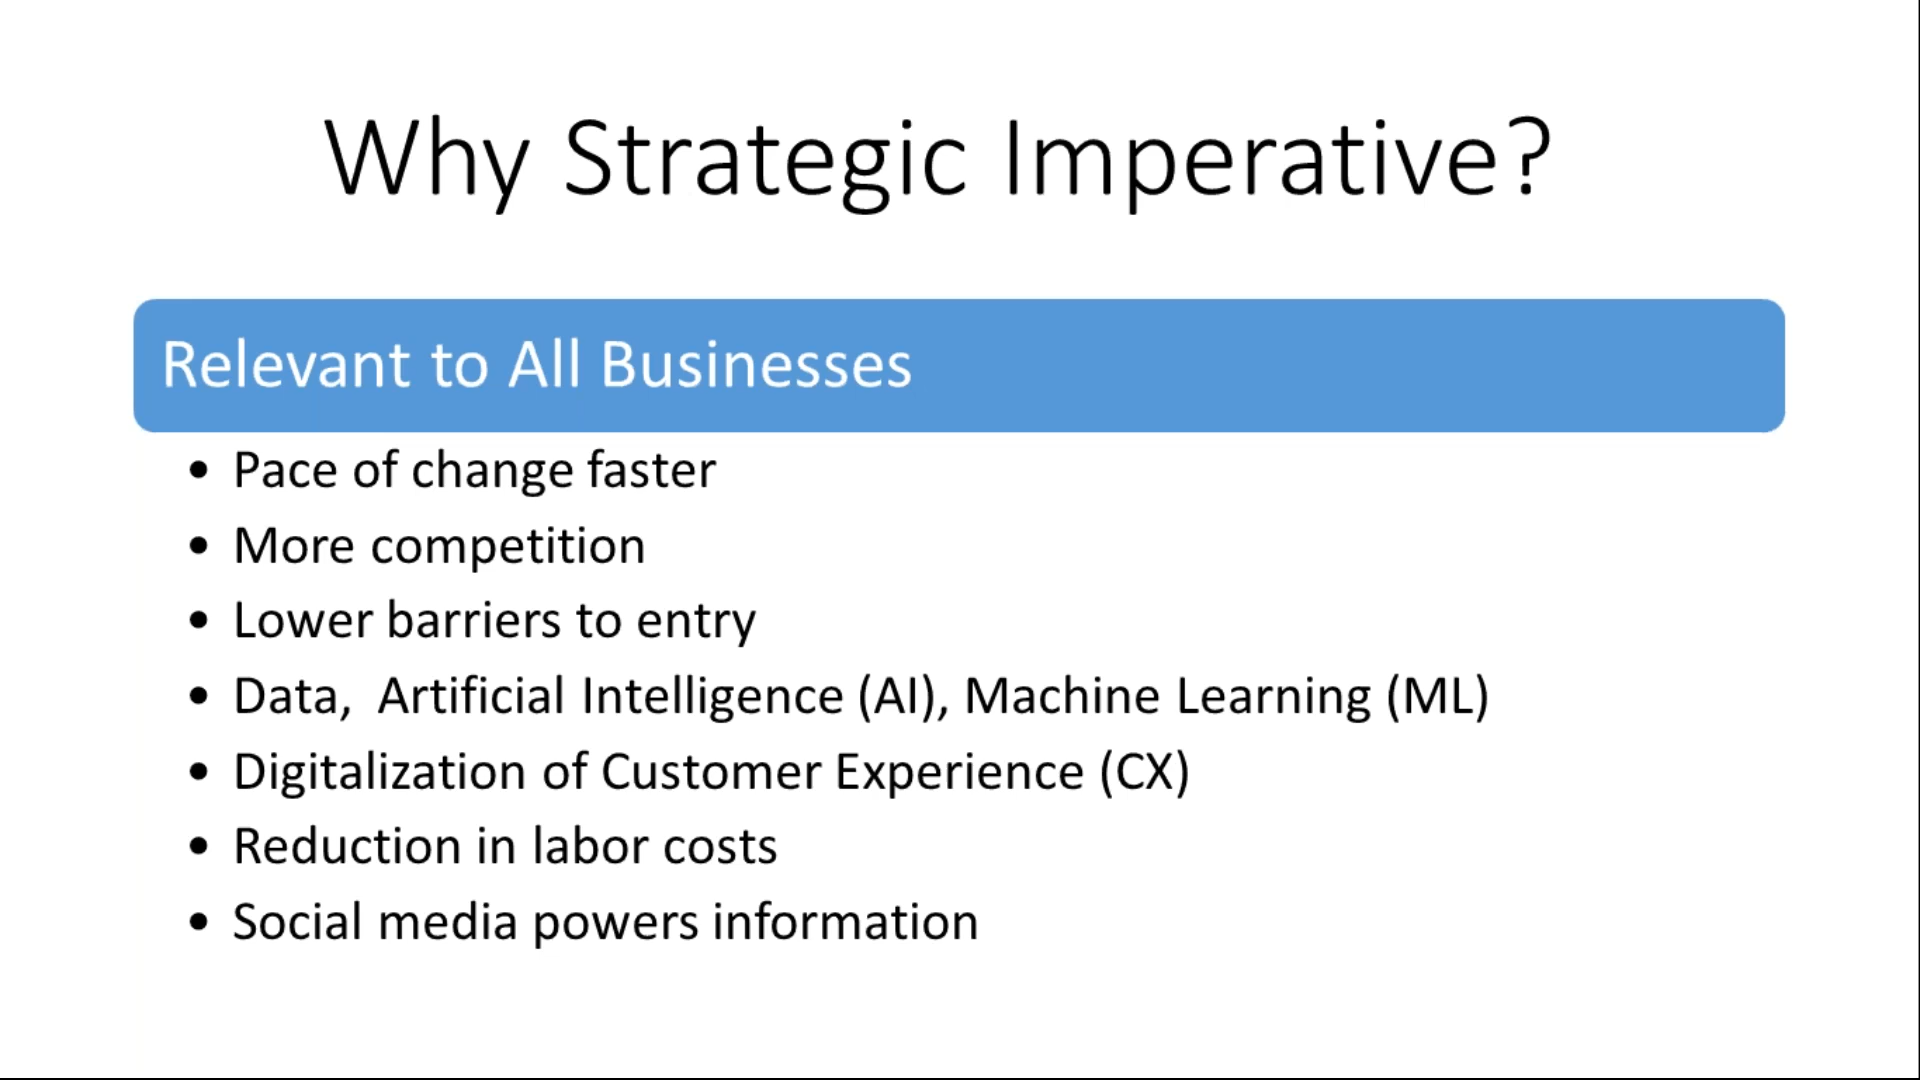 Why Strategic Imperative?
Relevant to All Businesses
• Pace of change faster
• More competition
• Lower barriers to entry
• Data,  Artificial Intelligence (AI), Machine Learning (ML)
• Digitalization of Customer Experience (CX)
• Reduction in labor costs
• Social media powers information